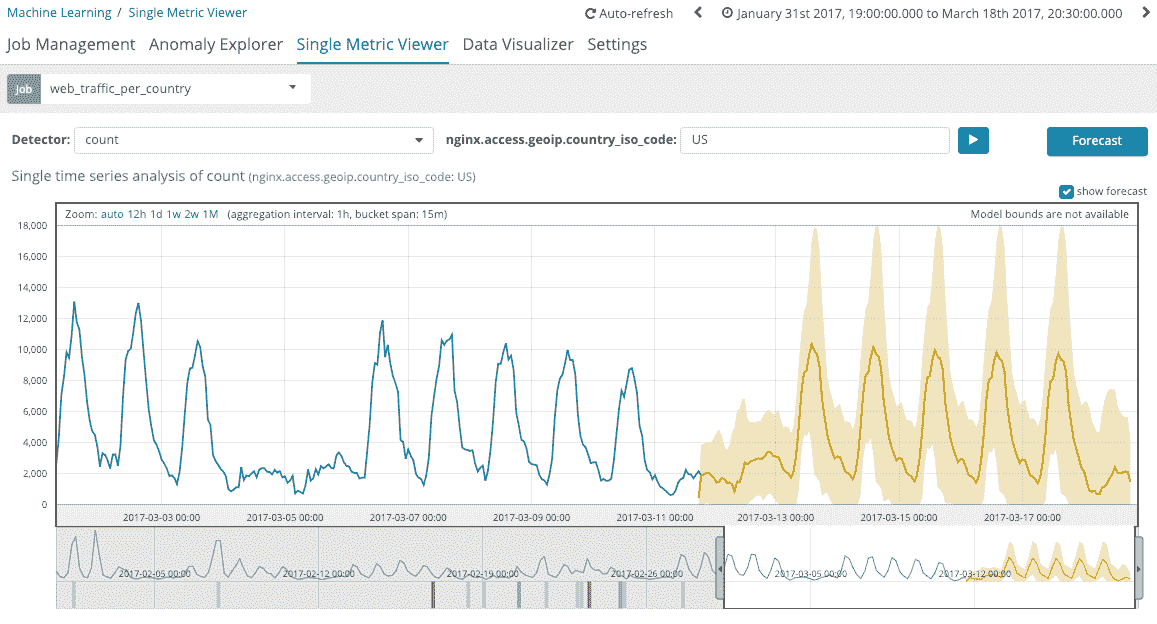 Machine Learning / Single Metric Viewer
Auto-refresh
January 31st 2017, 19:00:00.000 to March 18th 2017, 20:30:00.000
Job Management Anomaly Explorer Single Metric Viewer Data Visualizer Settings
Job web_traffic_per_country
Detector: count nginx.access.geoip.country_iso_code: US Forecast
Single time series analysis of count (nginx.access.geoip.country_iso_code: US)
show forecast
Zoom: auto 12h 1d 1w 2w 1M (aggregation interval: 1h, bucket span: 15m) Model bounds are not available
18,000
16,000
14,000
12,000
10,000
8,000
6,000
4,000
2,000
0
2017-03-03 00:00 2017-03-05 00:00 2017-03-07 00:00 2017-03-09 00:00 2017-03-11 00:00 2017-03-13 00:00 2017-03-15 00:00 2017-03-17 00:00
2017-02-05 00:00 2017-02-12 00:00 2017-02-19 00:00 2017-02-26 00:00 2017-03-05 00:00 2017-03-12 00:00